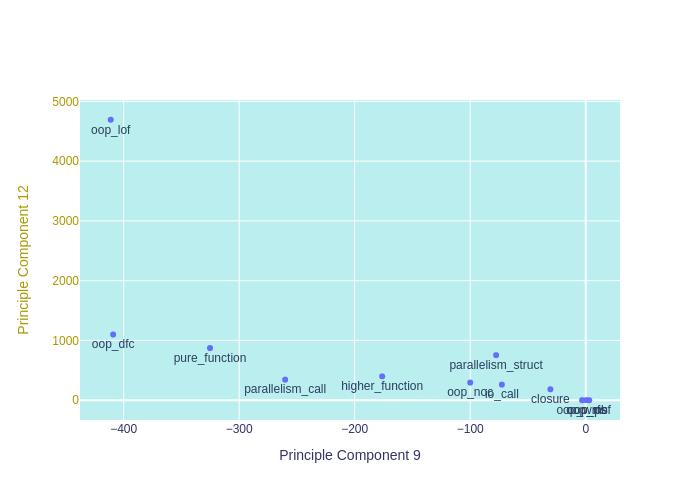 5000
oop_lof
4000
Principle Component 12
3000
2000
1000
oop_dfc
pure_function
parallelism_struct
parallelism_call
higher_function
oop_noc
io_call
closure
0
−400
−300
−200
−100
0
Principle Component 9